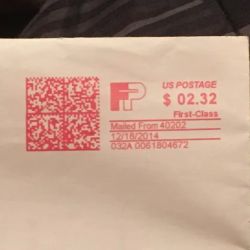 FP
US POSTAGE
$ 02.32
First-Class
Mailed From 40202
12/18/2014
032A 0061804672